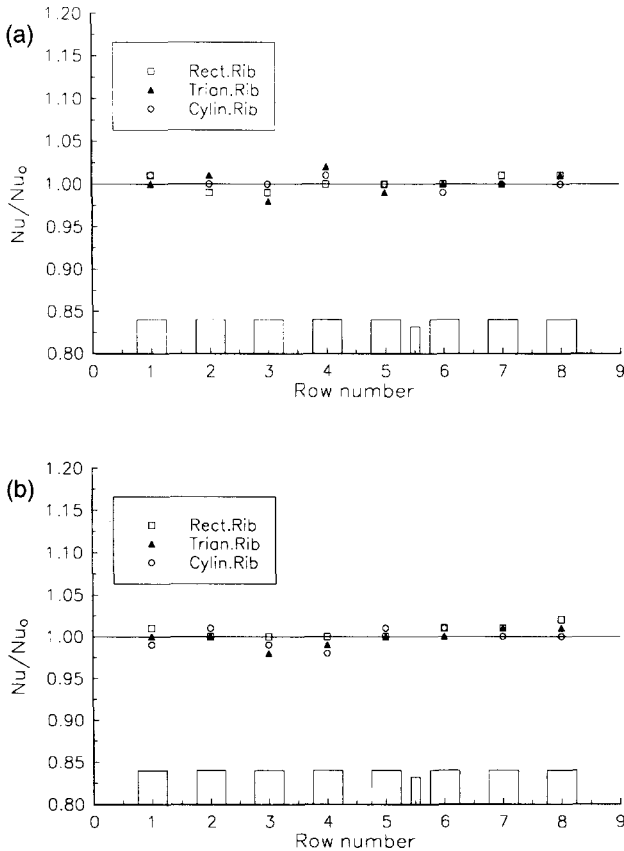 (a)
1.20
1.15
1.10
1.05
1.00
0.95
0.90
0.85
0.80
Nu/Nu₀
Rect.Rib
Trian.Rib
Cylin.Rib
0 1 2 3 4 5 6 7 8 9
Row number
(b)
1.20
1.15
1.10
1.05
1.00
0.95
0.90
0.85
0.80
Nu/Nu₀
Rect.Rib
Trian.Rib
Cylin.Rib
0 1 2 3 4 5 6 7 8 9
Row number